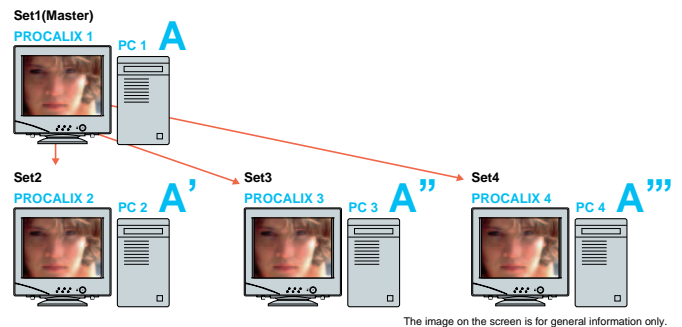 Set1(Master)
PROCALIX 1
PC 1 A
Set2
PROCALIX 2
PC 2 A’
Set3
PROCALIX 3
PC 3 A’’
Set4
PROCALIX 4
PC 4 A’’’
The image on the screen is for general information only.